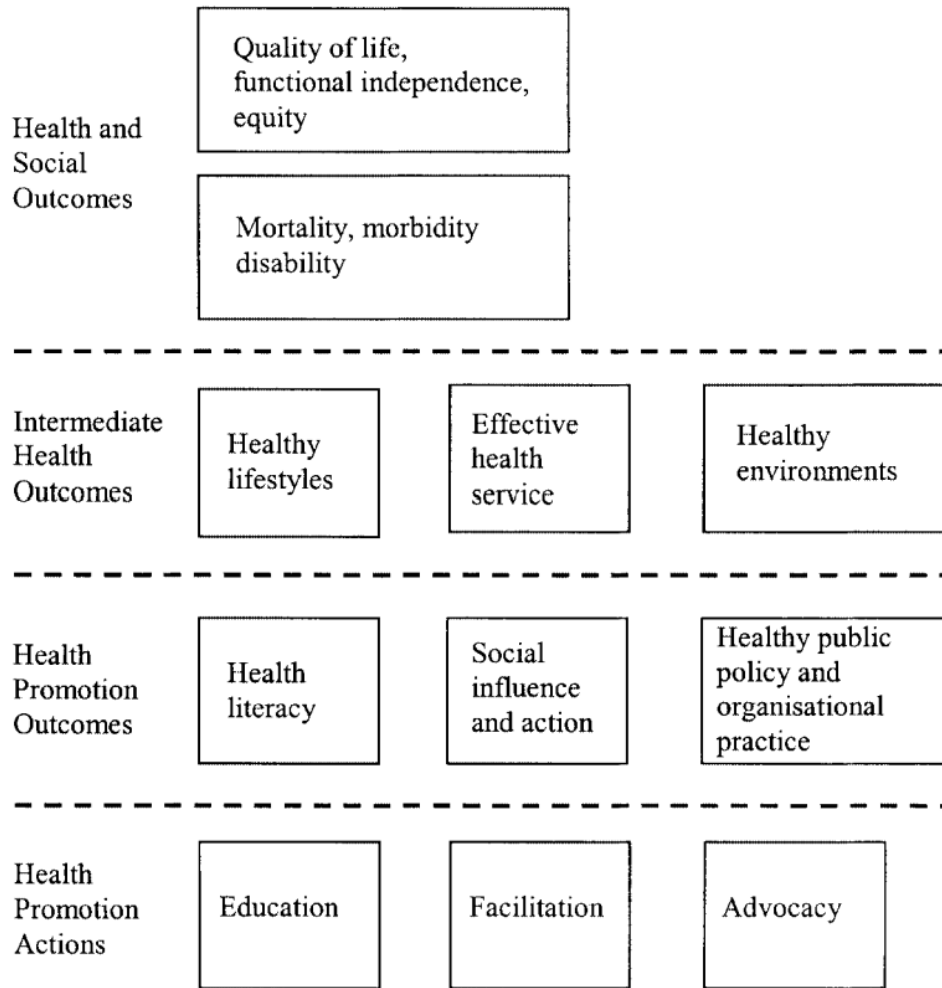 Health and
Social
Outcomes
Quality of life,
functional independence,
equity
Mortality, morbidity
disability
Intermediate
Health
Outcomes
Healthy
lifestyles
Effective
health
service
Healthy
environments
Health
Promotion
Outcomes
Health
literacy
Social
influence
and action
Healthy public
policy and
organisational
practice
Health
Promotion
Actions
Education
Facilitation
Advocacy